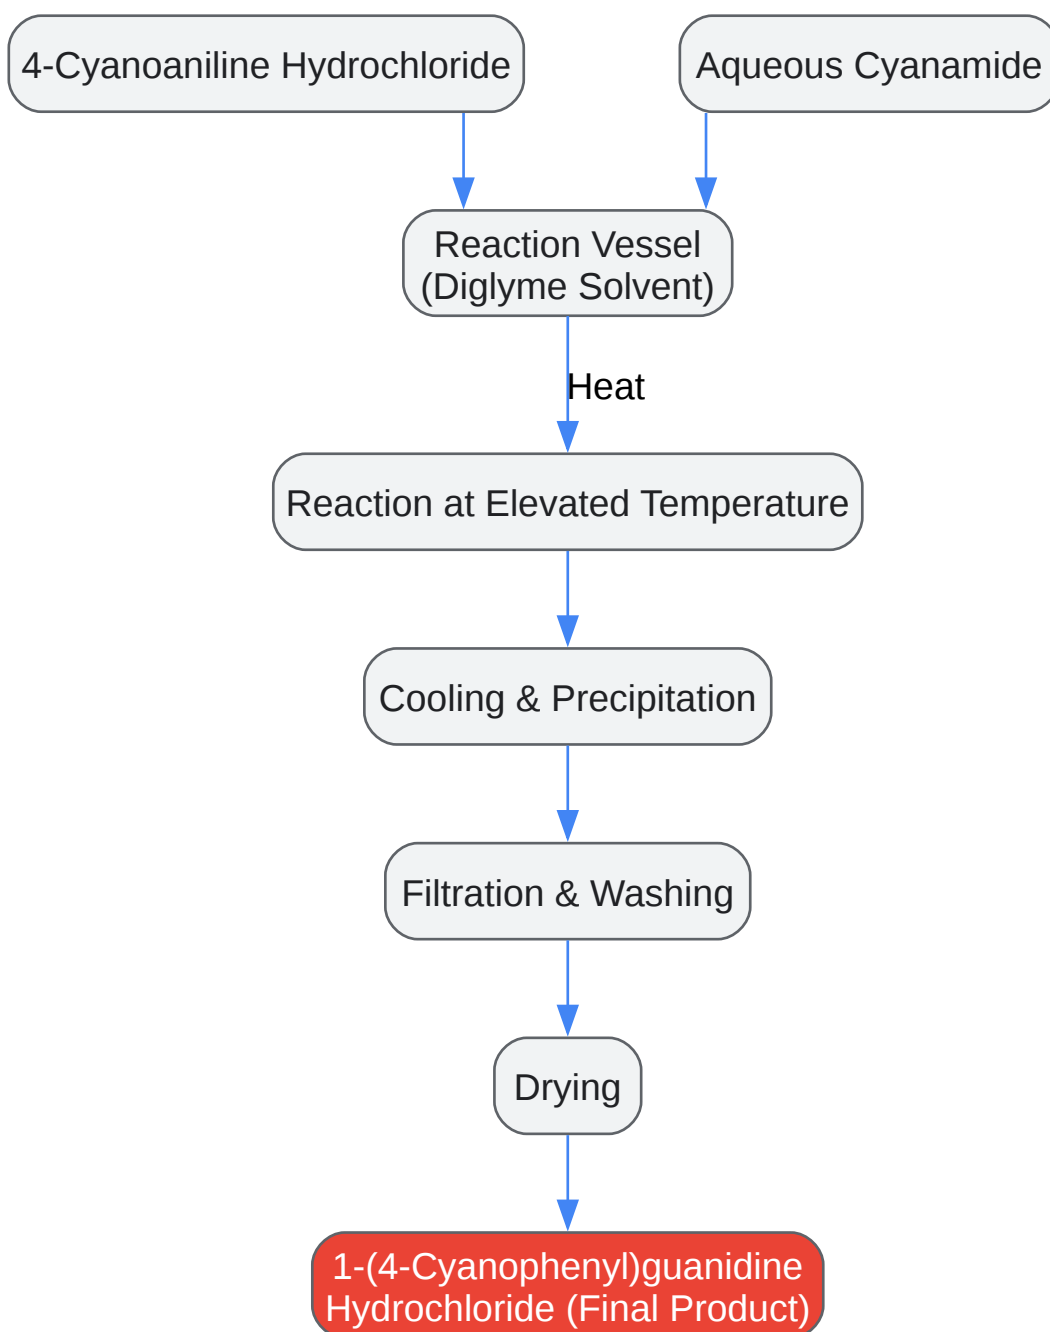 4-Cyanoaniline Hydrochloride
Aqueous Cyanamide
Reaction Vessel
(Diglyme Solvent)
Heat
Reaction at Elevated Temperature
Cooling & Precipitation
Filtration & Washing
Drying
1-(4-Cyanophenyl)guanidine
Hydrochloride (Final Product)